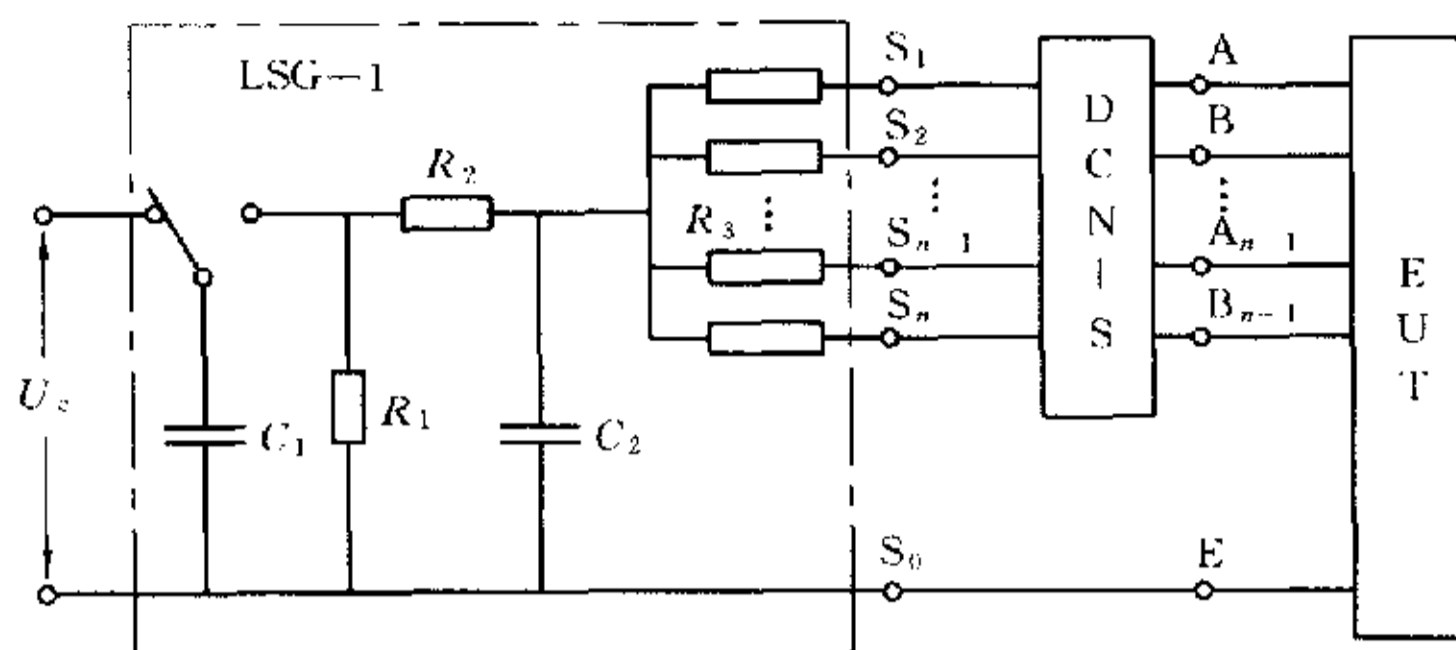 LSG-1
S₁
A
S₂
B
R₂
R₃
Sₙ₋₁
Aₙ₋₁
Sₙ
Bₙ₋₁
D
C
N
I
S
E
U
T
C₁
R₁
C₂
S₀
E